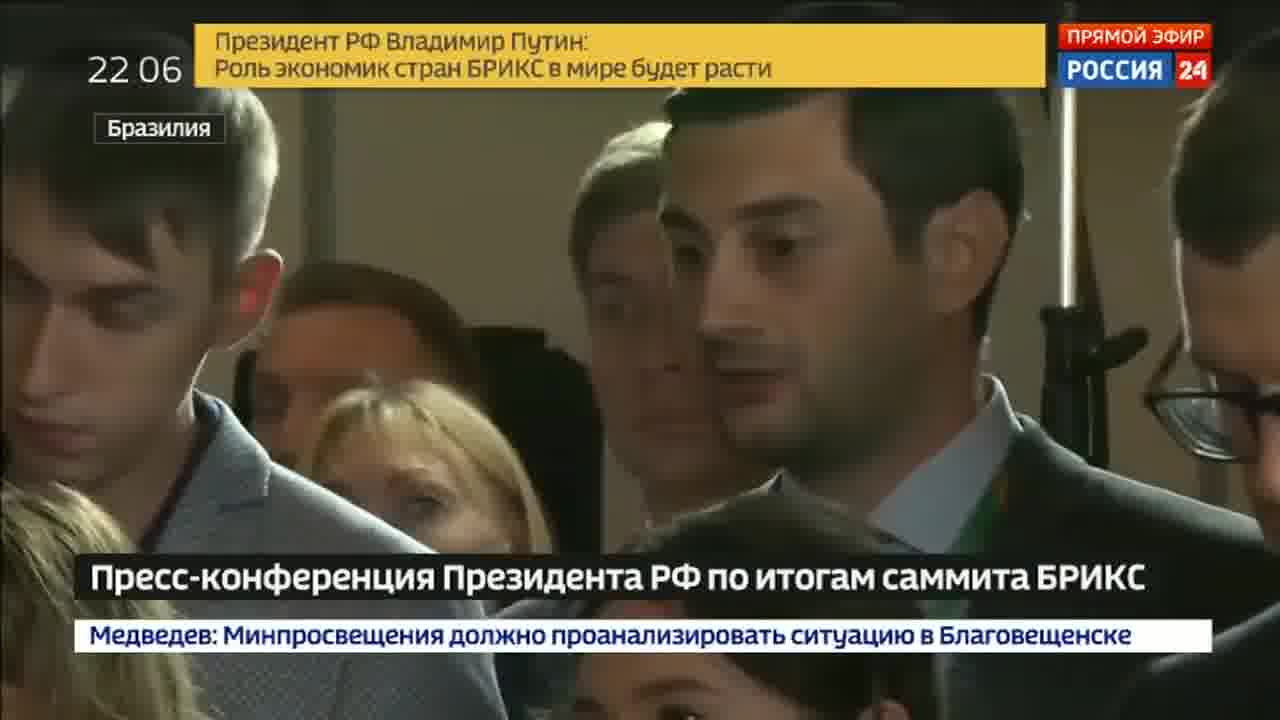 22 06
Президент РФ Владимир Путин:
Роль экономик стран БРИКС в мире будет расти
ПРЯМОЙ ЭФИР
РОССИЯ 24
Бразилия
Пресс-конференция Президента РФ по итогам саммита БРИКС
Медведев: Минпросвещения должно проанализировать ситуацию в Благовещенске